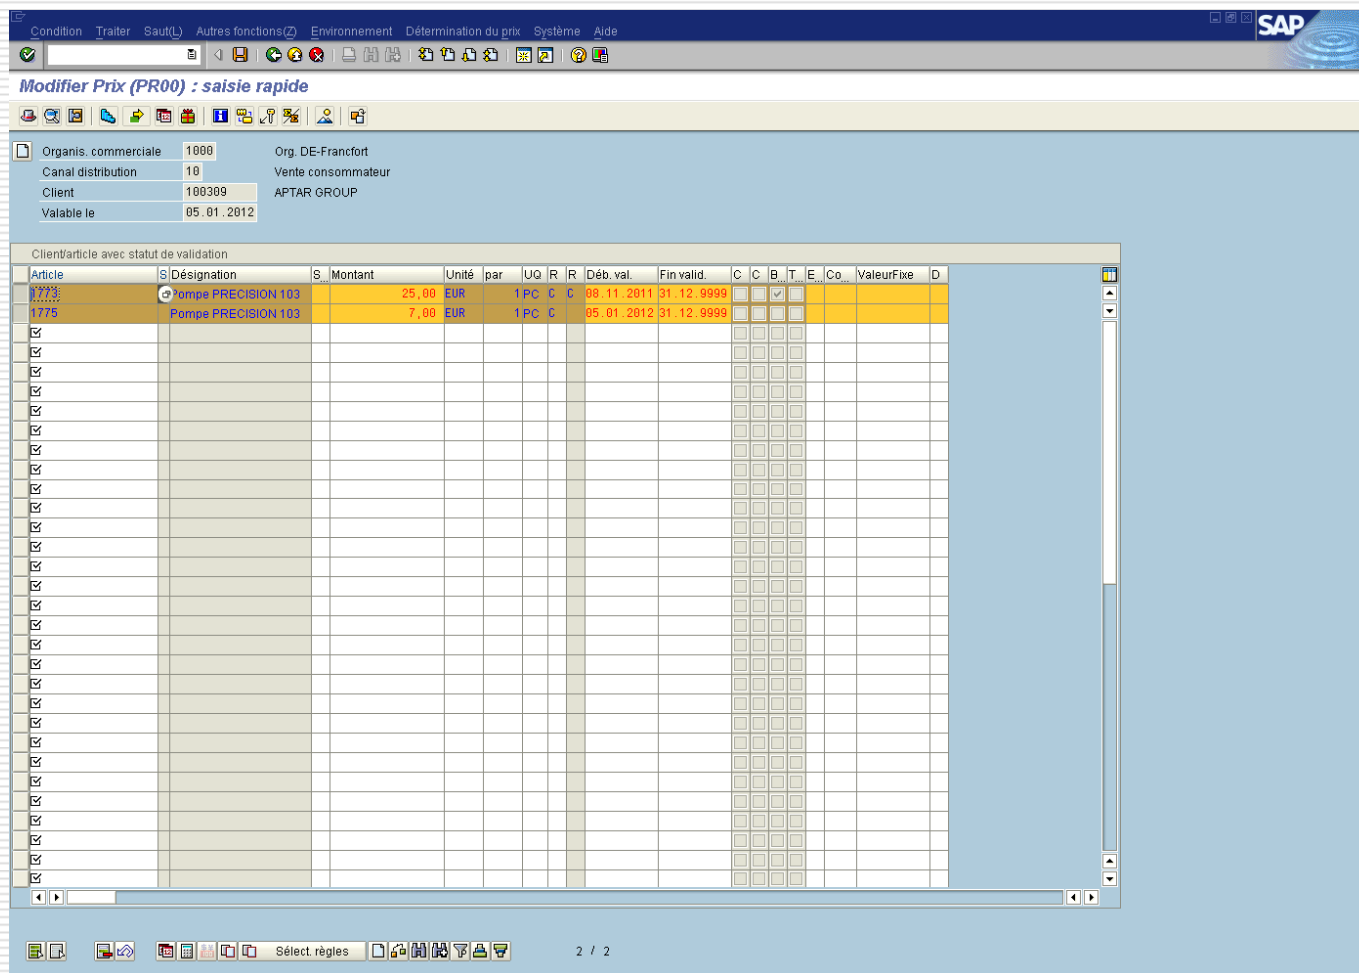 Condition Traiter Saut(L) Autres fonctions(Z) Environnement Détermination du prix Système Aide
SAP
Modifier Prix (PR00) : saisie rapide
Organis. commerciale 1000 Org. DE-Francfort
Canal distribution 10 Vente consommateur
Client 100309 APTAR GROUP
Valable le 05.01.2012
Client/article avec statut de validation
Article S Désignation S... Montant Unité par UQ R R Déb. val. Fin valid. C C B... T... E... Co... ValeurFixe D
1773 Pompe PRECISION 103 25,00 EUR 1 PC C C 08.11.2011 31.12.9999
1775 Pompe PRECISION 103 7,00 EUR 1 PC C 05.01.2012 31.12.9999
Sélect. règles 2 / 2